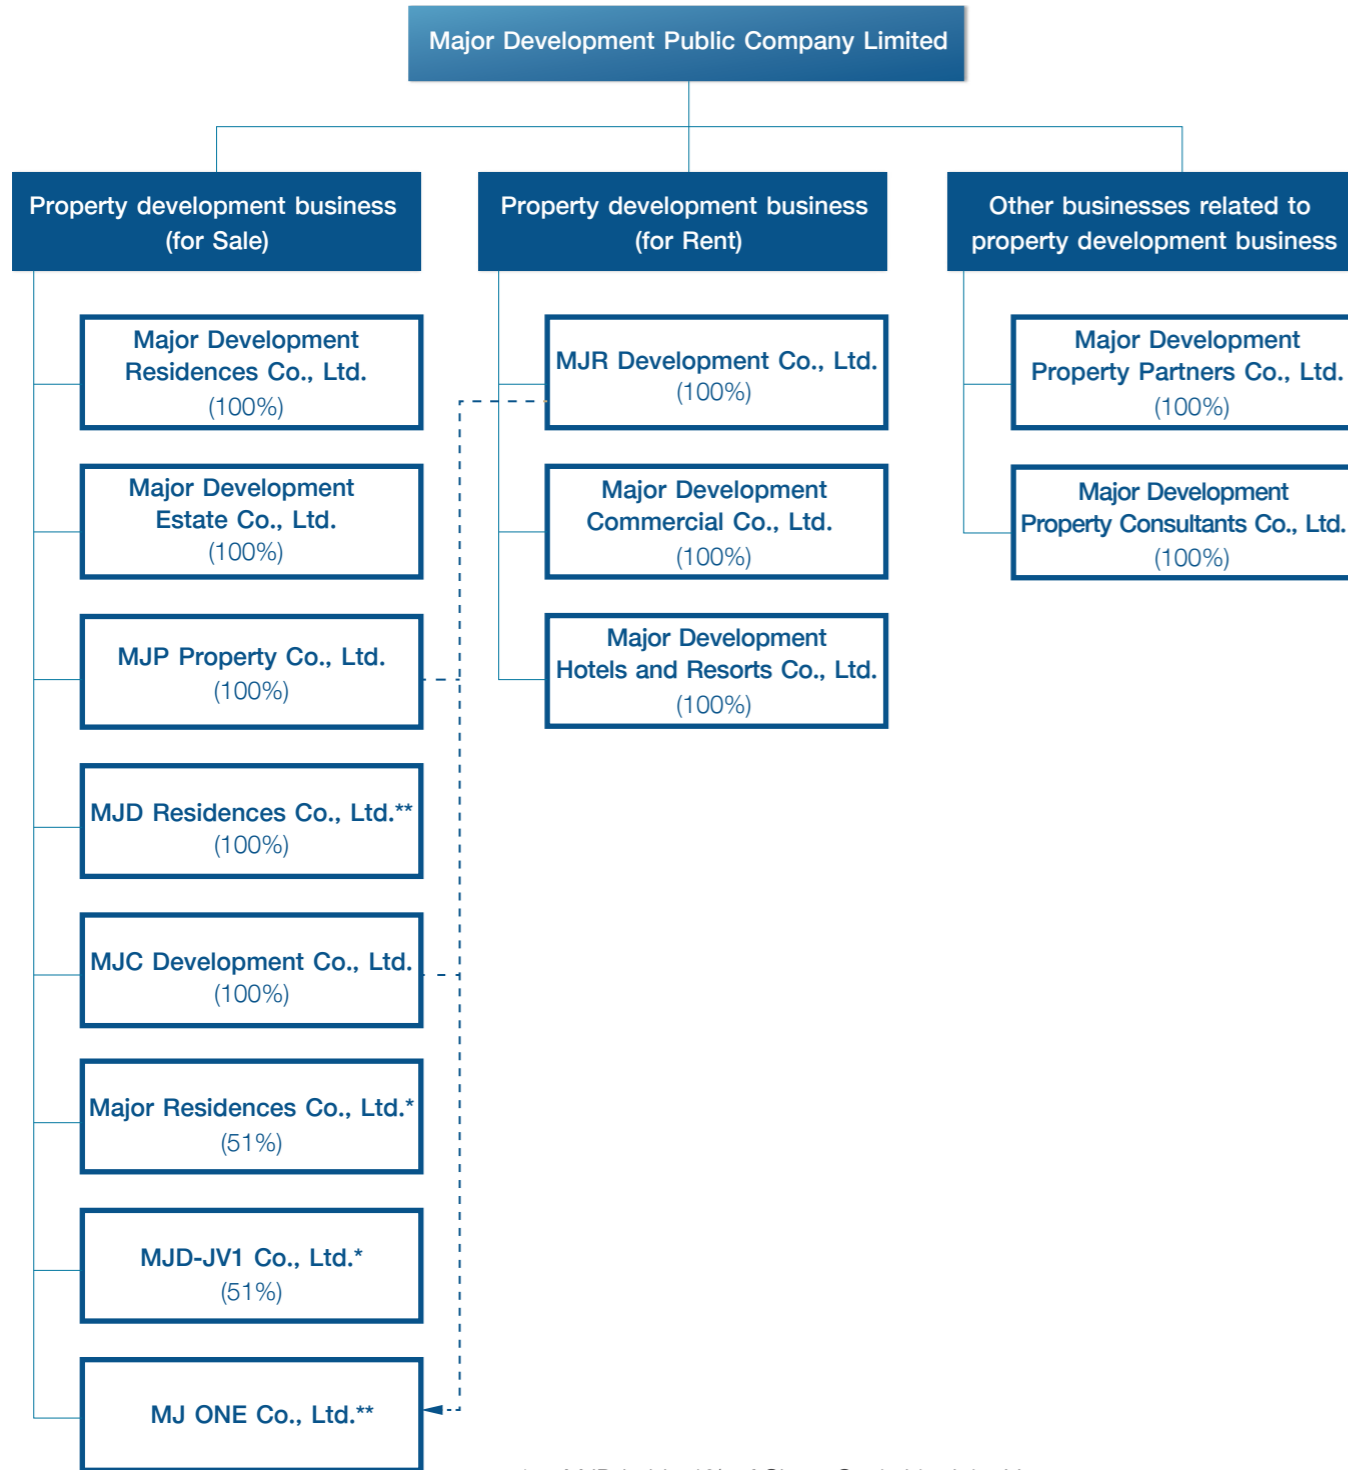 Major Development Public Company Limited
Property development business
(for Sale)
Property development business
(for Rent)
Other businesses related to
property development business
Major Development
Residences Co., Ltd.
(100%)
Major Development
Estate Co., Ltd.
(100%)
MJP Property Co., Ltd.
(100%)
MJD Residences Co., Ltd.**
(100%)
MJC Development Co., Ltd.
(100%)
Major Residences Co., Ltd.*
(51%)
MJD-JV1 Co., Ltd.*
(51%)
MJ ONE Co., Ltd.**
MJR Development Co., Ltd.
(100%)
Major Development
Commercial Co., Ltd.
(100%)
Major Development
Hotels and Resorts Co., Ltd.
(100%)
Major Development
Property Partners Co., Ltd.
(100%)
Major Development
Property Consultants Co., Ltd.
(100%)